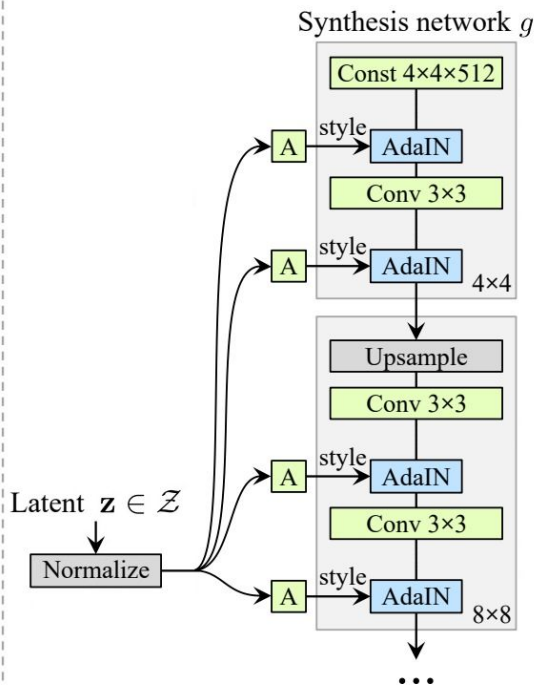 Synthesis network g
Const 4×4×512
A style AdaIN
Conv 3×3
A style AdaIN
4×4
Upsample
Conv 3×3
A style AdaIN
Latent z ∈ 𝒵
Conv 3×3
Normalize
A style AdaIN
8×8
...